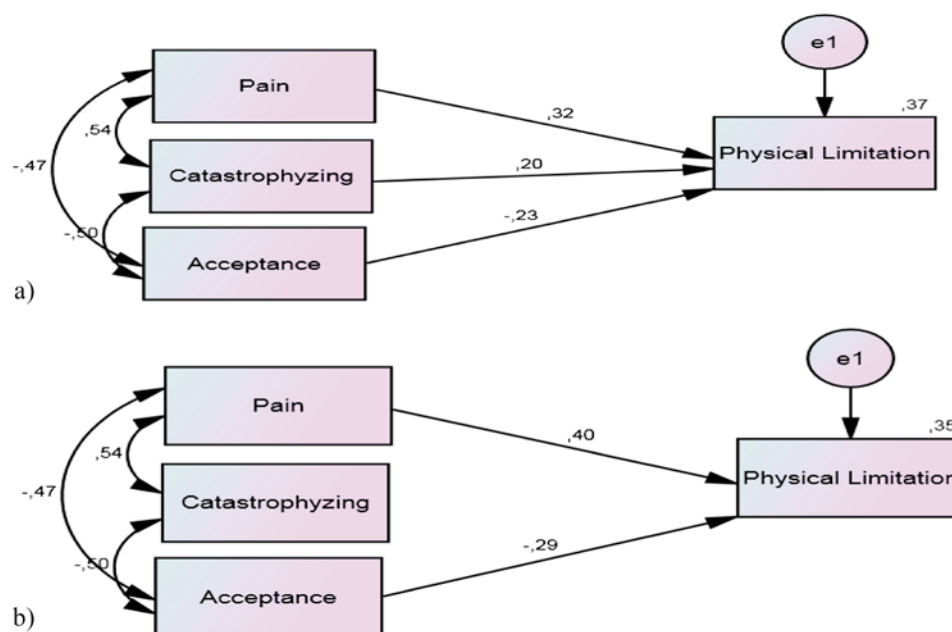 e1
Pain
,37
,54
,32
Physical Limitation
-,47
Catastrophyzing
,20
-,50
-,23
Acceptance
a)
e1
Pain
,40
,35
,54
-,47
Catastrophyzing
Physical Limitation
-,50
-,29
Acceptance
b)